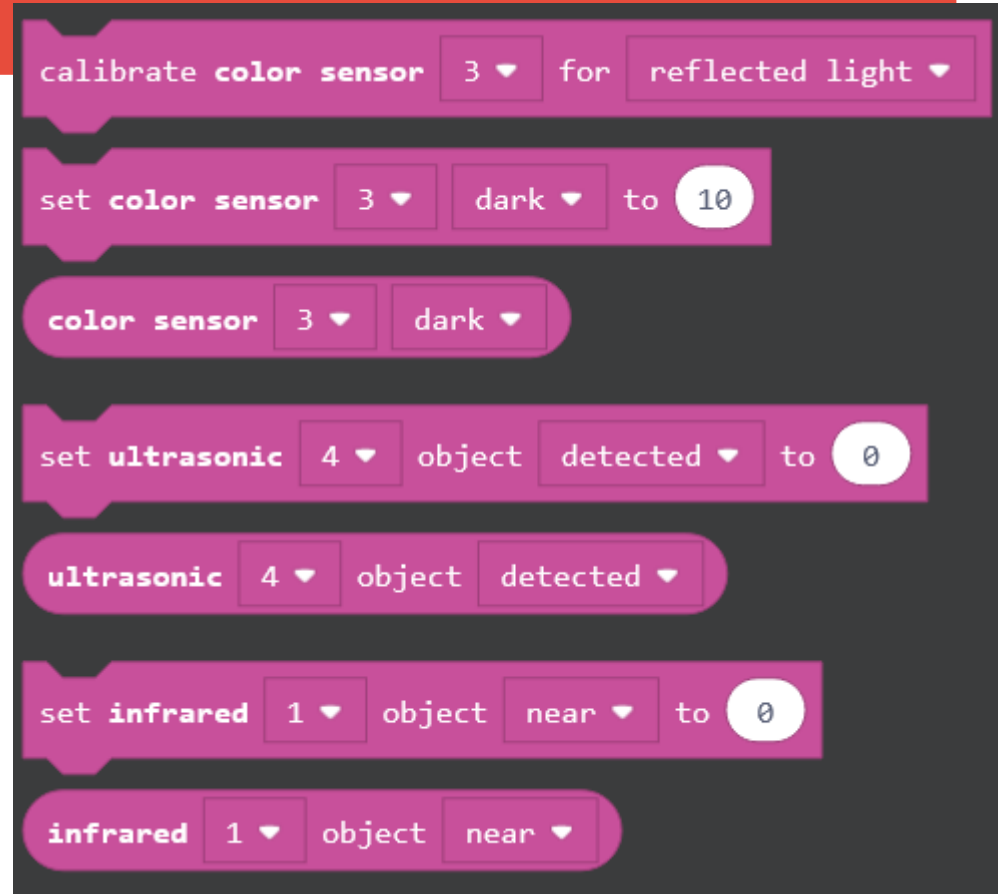 calibrate color sensor 3 for reflected light
set color sensor 3 dark to 10
color sensor 3 dark
set ultrasonic 4 object detected to 0
ultrasonic 4 object detected
set infrared 1 object near to 0
infrared 1 object near